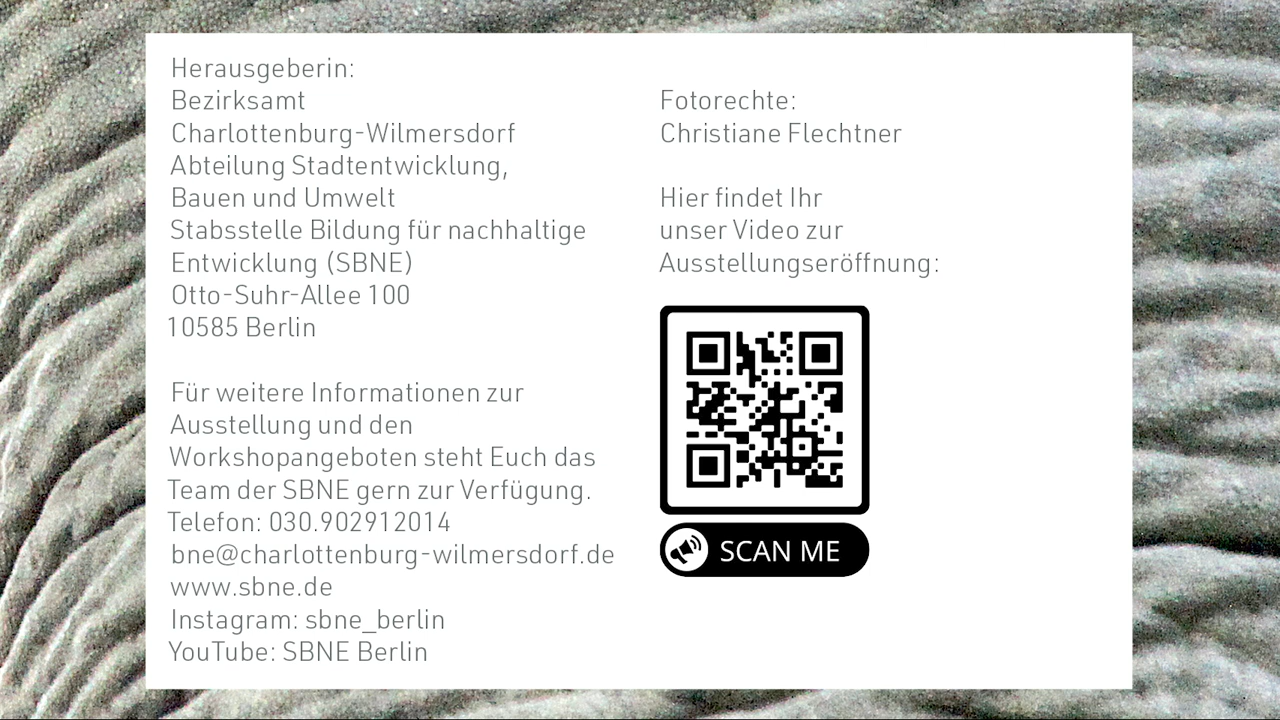 Herausgeberin:
Bezirksamt
Charlottenburg-Wilmersdorf
Abteilung Stadtentwicklung,
Bauen und Umwelt
Stabsstelle Bildung für nachhaltige
Entwicklung (SBNE)
Otto-Suhr-Allee 100
10585 Berlin
Für weitere Informationen zur
Ausstellung und den
Workshopangeboten steht Euch das
Team der SBNE gern zur Verfügung.
Telefon: 030.902912014
bne@charlottenburg-wilmersdorf.de
www.sbne.de
Instagram: sbne_berlin
YouTube: SBNE Berlin
Fotorechte:
Christiane Flechtner
Hier findet Ihr
unser Video zur
Ausstellungseröffnung:
SCAN ME